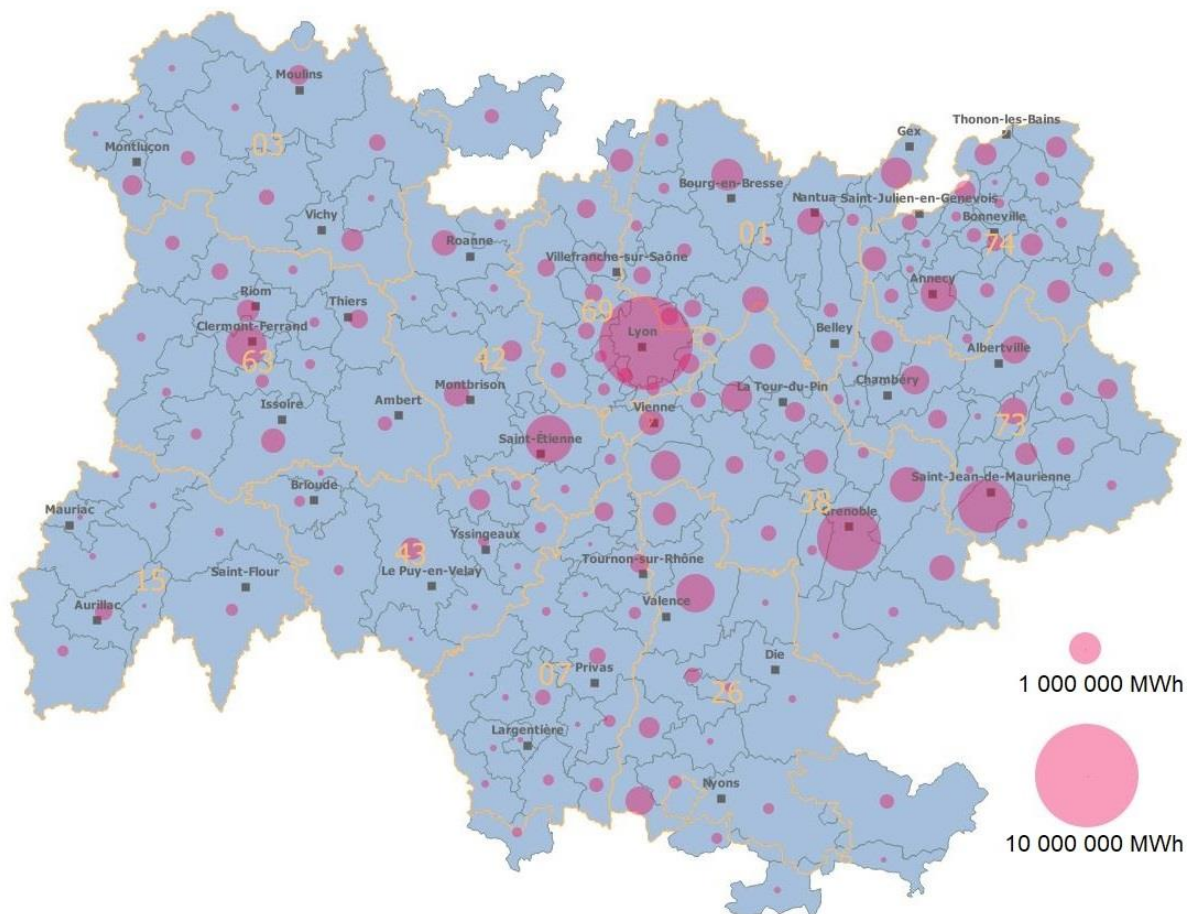 Moulins
03
Montluçon
Vichy
Gex
Thonon-les-Bains
Bourg-en-Bresse
Nantua
Saint-Julien-en-Genevois
Bonneville
01
74
Roanne
Villefranche-sur-Saône
Annecy
Riom
Thiers
69
Clermont-Ferrand
63
Lyon
Belley
42
Albertville
Montbrison
La Tour-du-Pin
Chambéry
Issoire
Ambert
Vienne
73
Saint-Étienne
Saint-Jean-de-Maurienne
Brioude
38
Grenoble
Mauriac
Yssingeaux
43
Tournon-sur-Rhône
15
Saint-Flour
Le Puy-en-Velay
Aurillac
Valence
Die
07
Privas
26
1 000 000 MWh
Largentière
Nyons
10 000 000 MWh